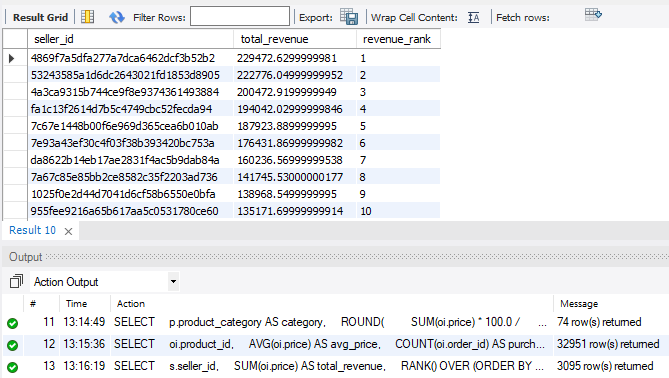 Result Grid Filter Rows: Export: Wrap Cell Content: Fetch rows:
seller_id total_revenue revenue_rank
4869f7a5dfa277a7dca6462dcf3b52b2 229472.6299999981 1
53243585a1d6dc2643021fd1853d8905 222776.04999999952 2
4a3ca9315b744ce9f8e9374361493884 200472.9199999949 3
fa1c13f2614d7b5c4749cbc52fecda94 194042.02999999846 4
7c67e1448b00f6e969d365cea6b010ab 187923.8899999995 5
7e93a43ef30c4f03f38b393420bc753a 176431.86999999982 6
da8622b14eb17ae2831f4ac5b9dab84a 160236.56999999538 7
7a67c85e85bb2ce8582c35f2203ad736 141745.53000000177 8
1025f0e2d44d7041d6cf58b6550e0bfa 138968.5499999995 9
955fee9216a65b617aa5c0531780ce60 135171.69999999914 10
Result 10
Output
Action Output
# Time Action Message
11 13:14:49 SELECT p.product_category AS category, ROUND( SUM(oi.price) * 100.0 / ... 74 row(s) returned
12 13:15:36 SELECT oi.product_id, AVG(oi.price) AS avg_price, COUNT(oi.order_id) AS purch... 32951 row(s) returned
13 13:16:19 SELECT s.seller_id, SUM(oi.price) AS total_revenue, RANK() OVER (ORDER BY ... 3095 row(s) returned